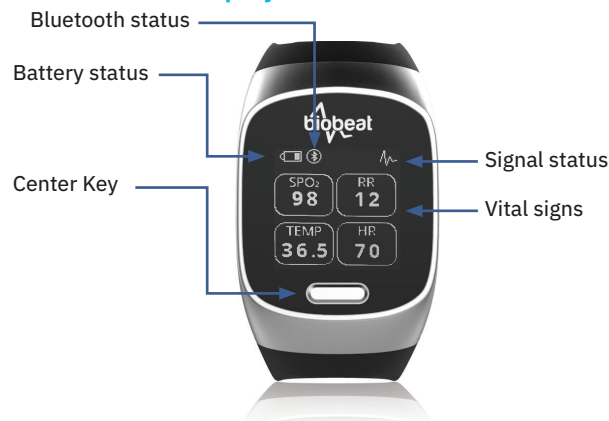 Bluetooth status
Battery status
Center Key
biobeat
SPO₂
98
RR
12
TEMP
36.5
HR
70
Signal status
Vital signs